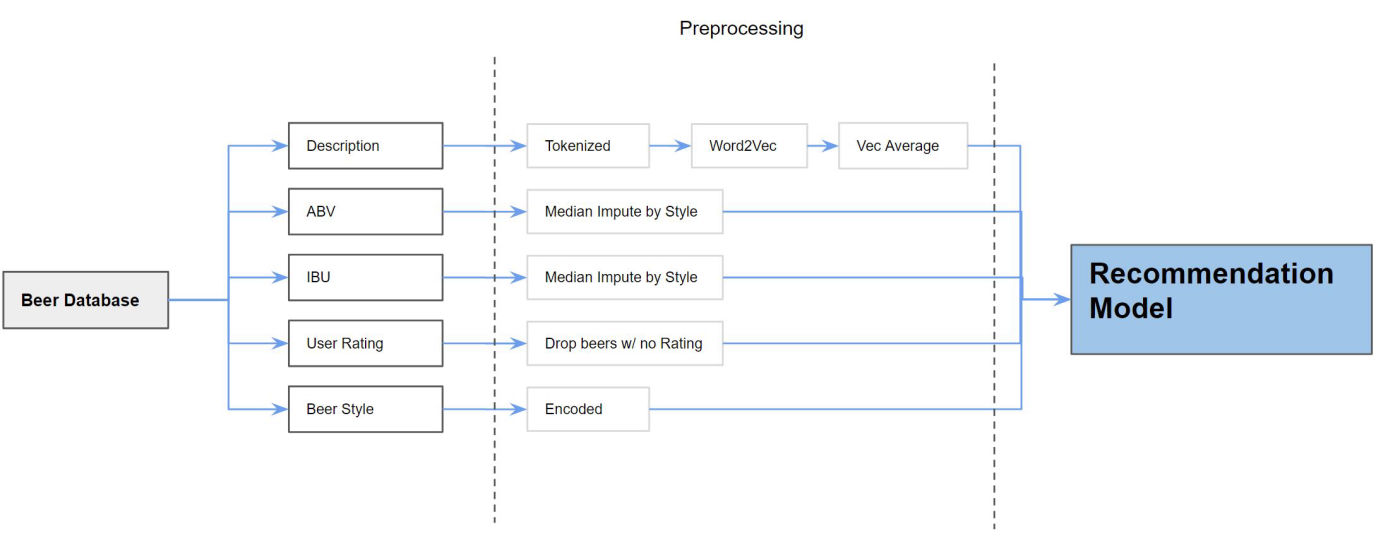 Preprocessing
Description
Tokenized
Word2Vec
Vec Average
ABV
Median Impute by Style
Beer Database
IBU
Median Impute by Style
Recommendation
Model
User Rating
Drop beers w/ no Rating
Beer Style
Encoded